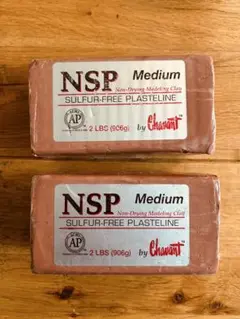 NSP Medium
Non-Drying Modeling Clay
SULFUR-FREE PLASTELINE
AP
2 LBS (906g) by Chavant
NSP Medium
Non-Drying Modeling Clay
SULFUR-FREE PLASTELINE
AP
2 LBS (906g) by Chavant